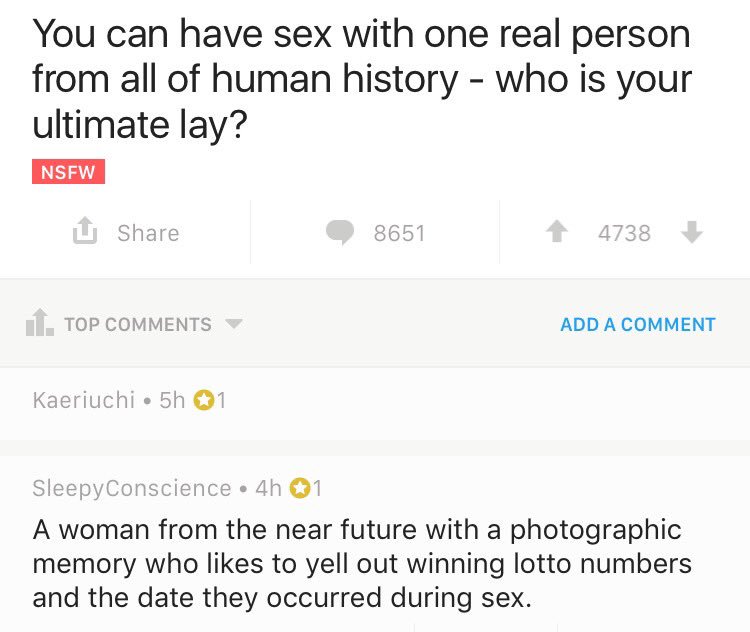 You can have sex with one real person
from all of human history - who is your
ultimate lay?
NSFW
Share
8651
4738
TOP COMMENTS
ADD A COMMENT
Kaeriuchi • 5h 1
SleepyConscience • 4h 1
A woman from the near future with a photographic
memory who likes to yell out winning lotto numbers
and the date they occurred during sex.